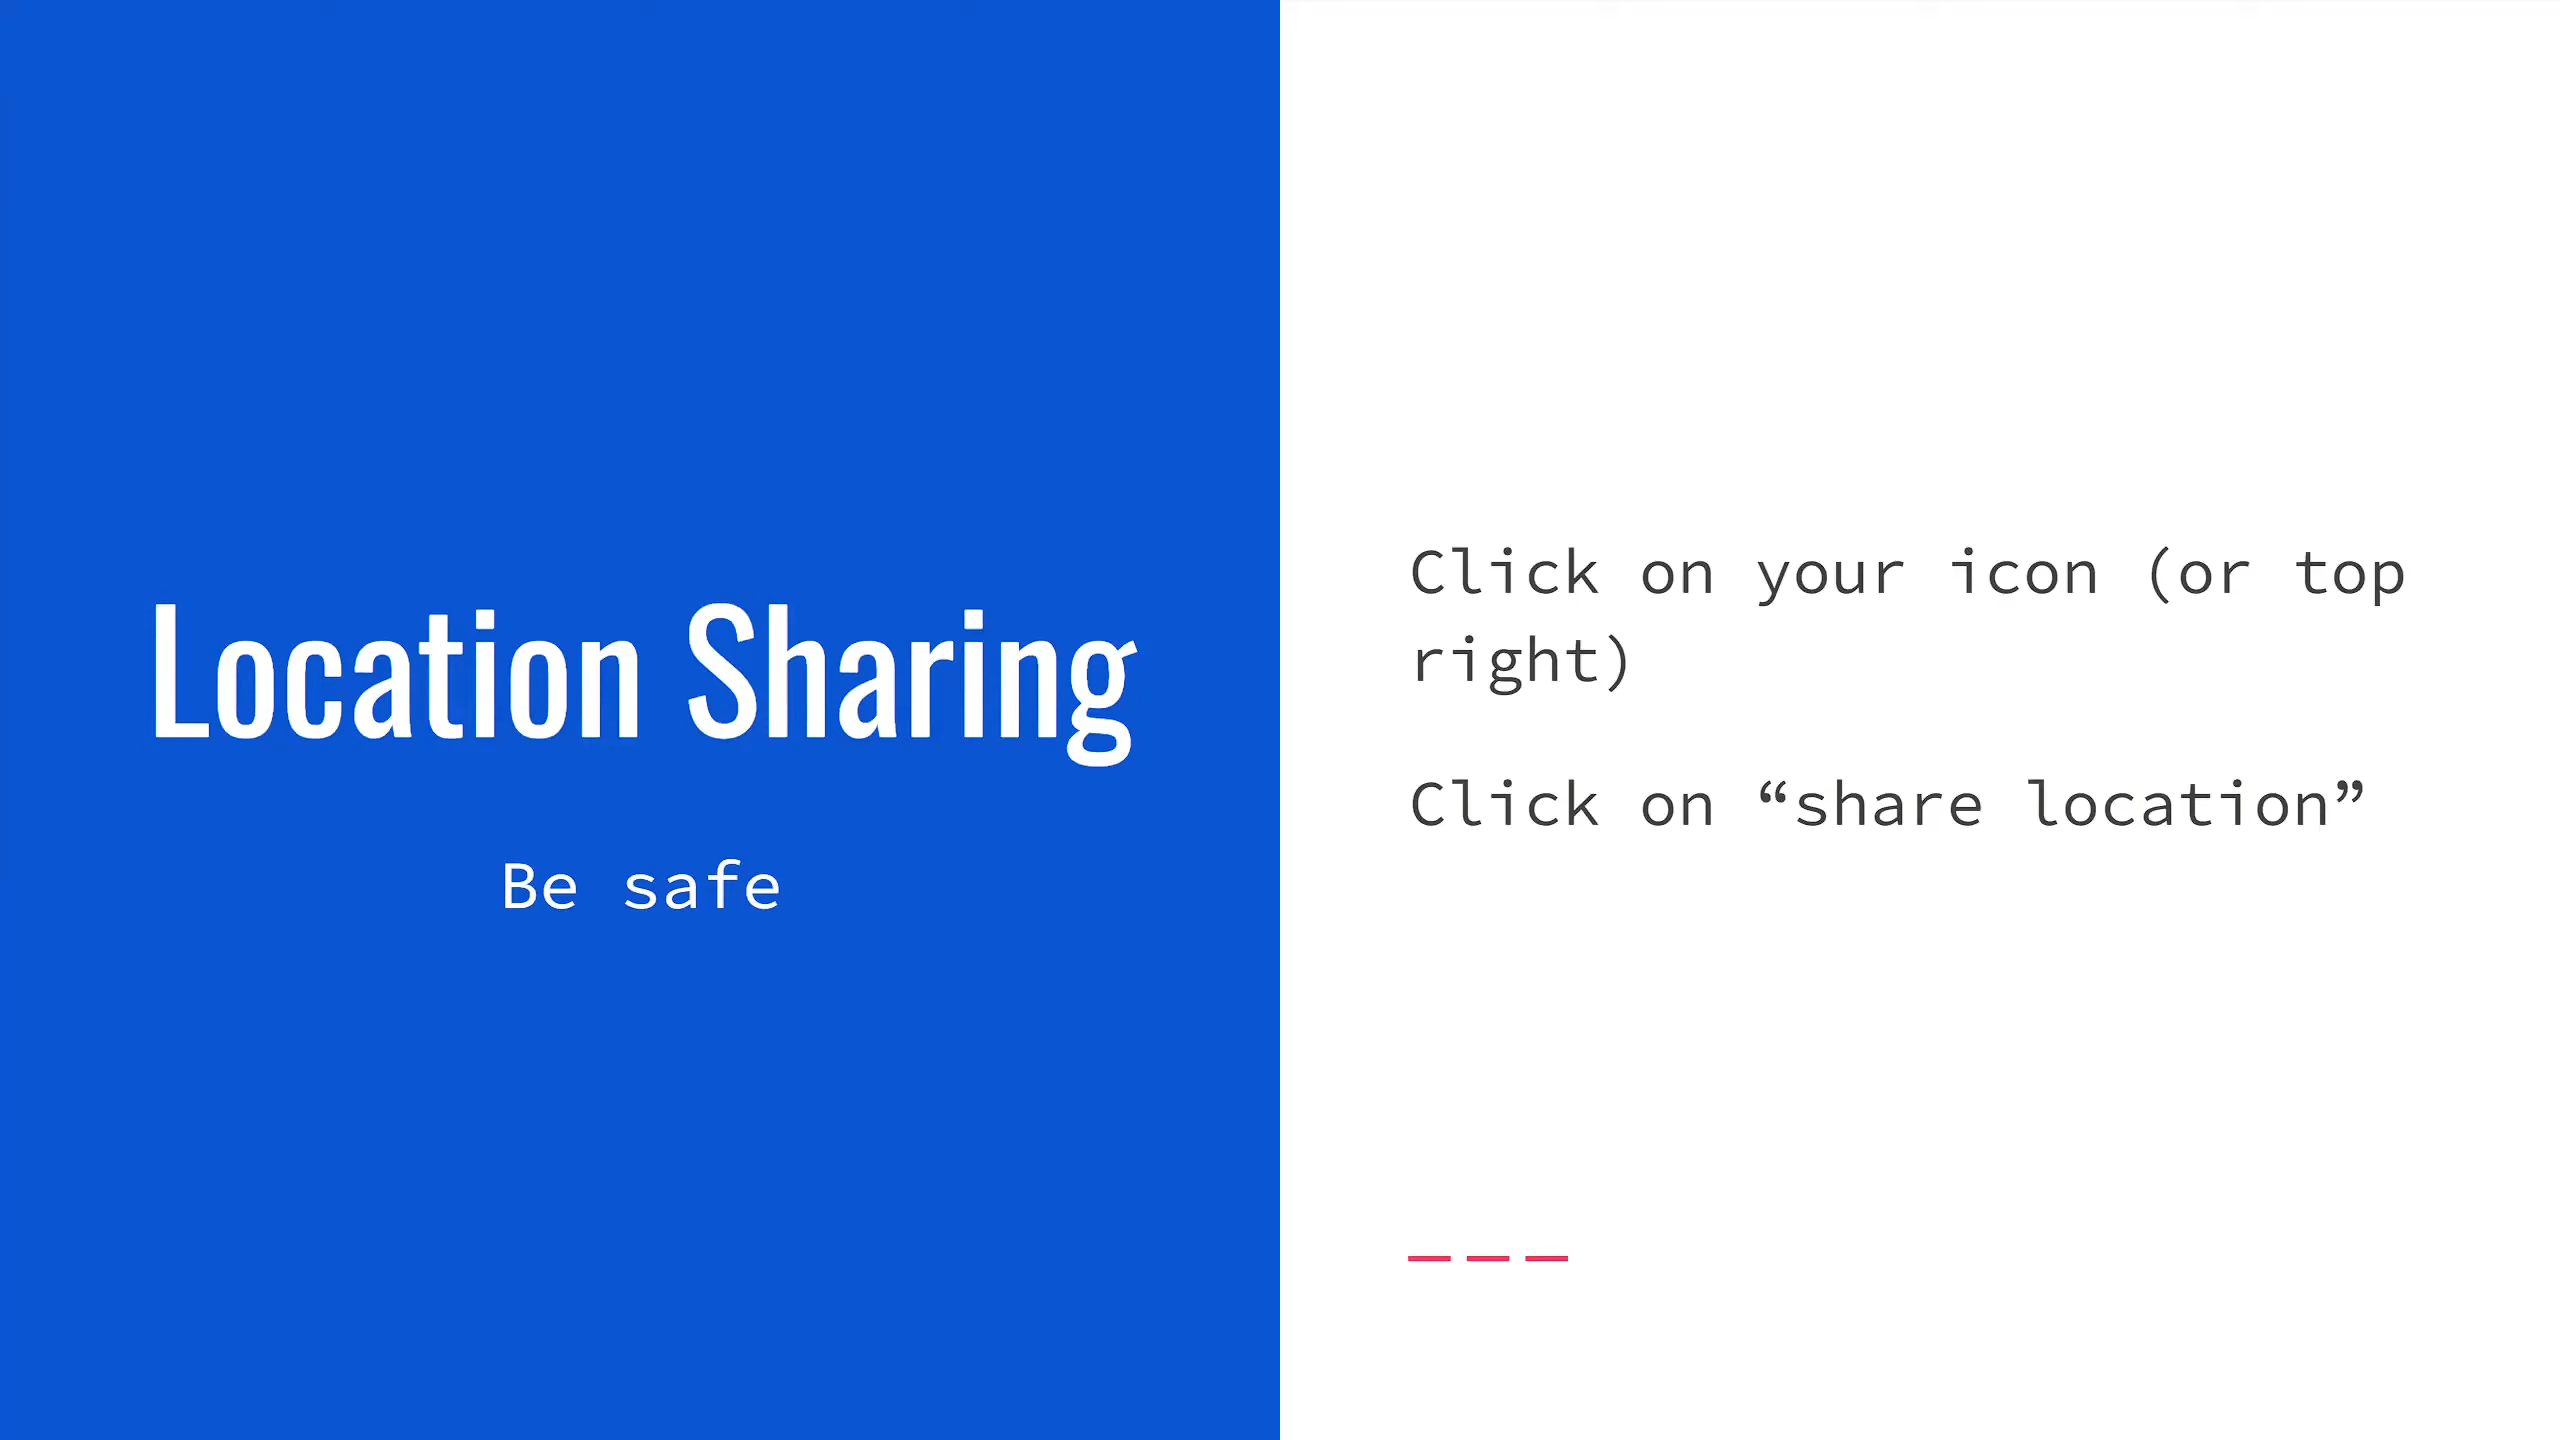 Location Sharing
Be safe
Click on your icon (or top
right)
Click on “share location”